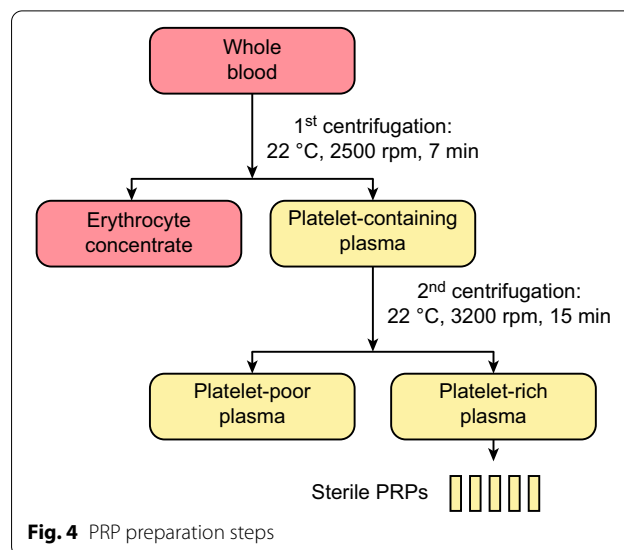 Whole
blood
1st centrifugation:
22 °C, 2500 rpm, 7 min
Erythrocyte
concentrate
Platelet-containing
plasma
2nd centrifugation:
22 °C, 3200 rpm, 15 min
Platelet-poor
plasma
Platelet-rich
plasma
Sterile PRPs
Fig. 4 PRP preparation steps